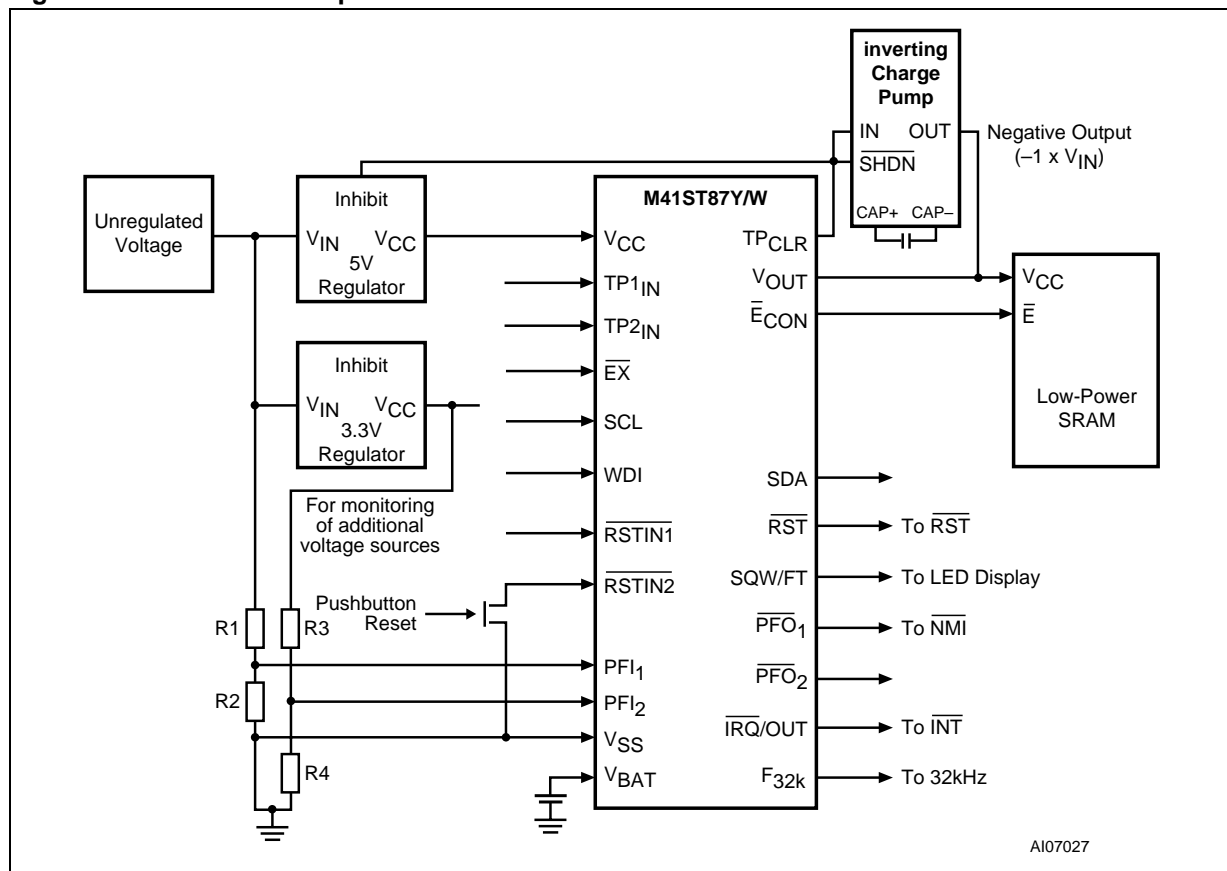 inverting
Charge
Pump
IN OUT
SHDN
CAP+ CAP–
Negative Output
(–1 x VIN)
Unregulated
Voltage
Inhibit
VIN VCC
5V
Regulator
Inhibit
VIN VCC
3.3V
Regulator
For monitoring
of additional
voltage sources
Pushbutton
Reset
R1
R3
R2
R4
M41ST87Y/W
VCC
TP1IN
TP2IN
EX
SCL
WDI
RSTIN1
RSTIN2
PFI1
PFI2
VSS
VBAT
TPCLR
VOUT
ECON
SDA
RST
SQW/FT
PFO1
PFO2
IRQ/OUT
F32k
VCC
E
Low-Power
SRAM
To RST
To LED Display
To NMI
To INT
To 32kHz
AI07027